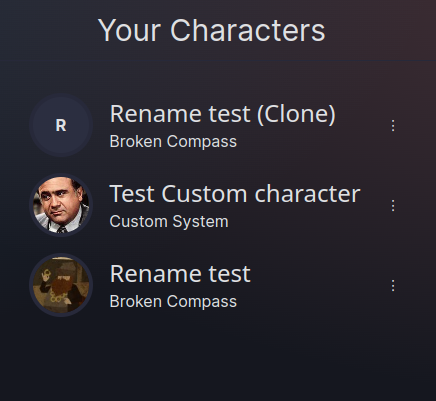 Your Characters
R
Rename test (Clone)
Broken Compass
Test Custom character
Custom System
Rename test
Broken Compass